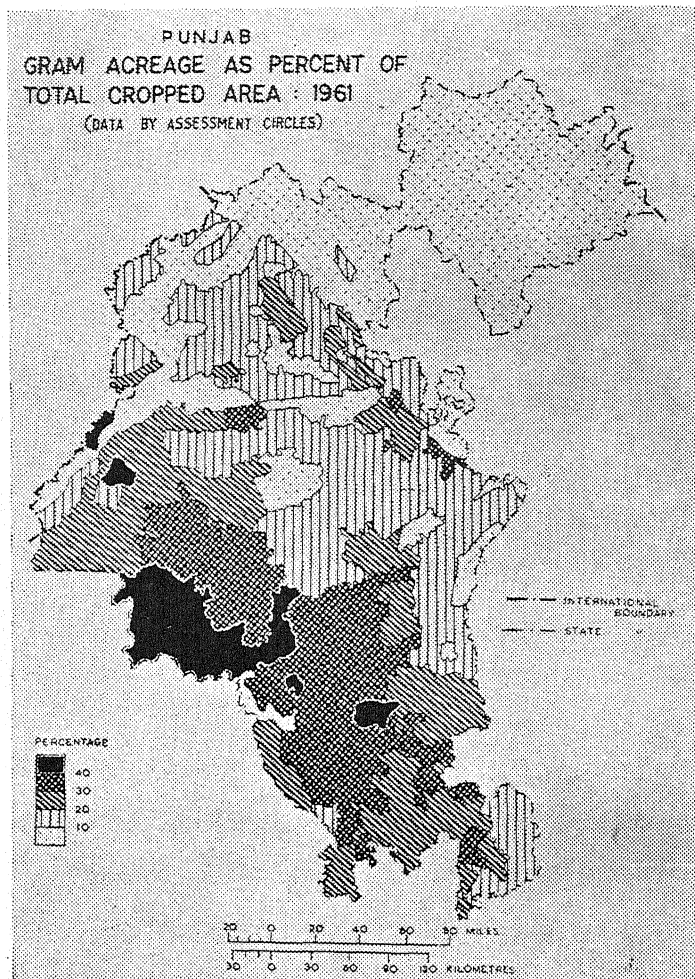 PUNJAB
GRAM ACREAGE AS PERCENT OF
TOTAL CROPPED AREA : 1961
(DATA BY ASSESSMENT CIRCLES)
INTERNATIONAL
BOUNDARY
STATE "
PERCENTAGE
40
30
20
10
20 0 20 40 60 80 MILES
30 0 30 60 90 120 KILOMETRES